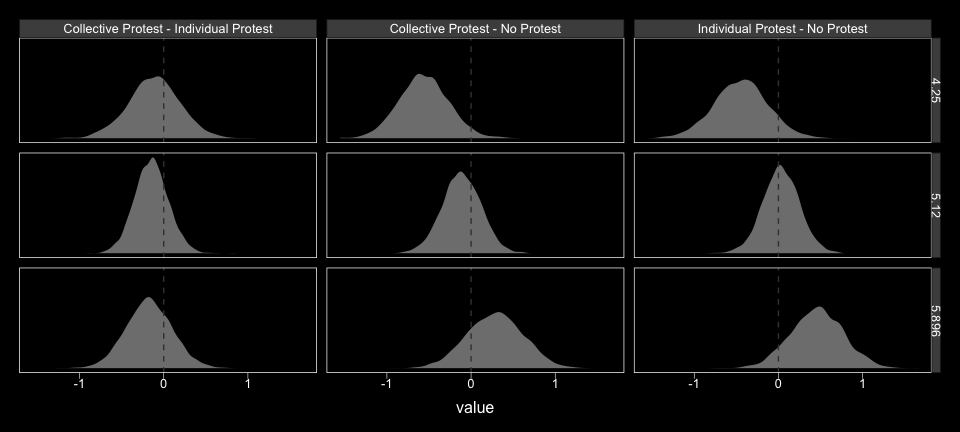 Collective Protest - Individual Protest
Collective Protest - No Protest
Individual Protest - No Protest
4.25
5.12
5.896
-1 0 1
-1 0 1
-1 0 1
value